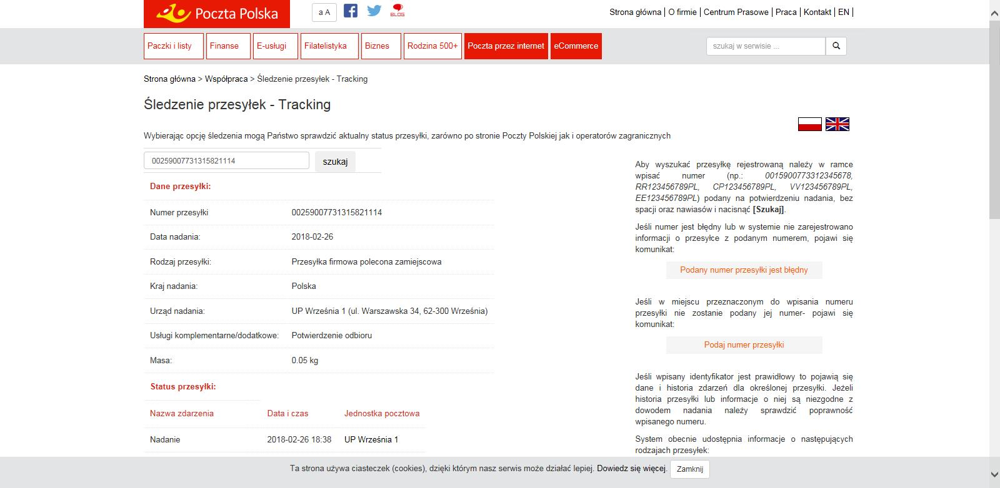 Poczta Polska
a A
BLOG
Strona główna | O firmie | Centrum Prasowe | Praca | Kontakt | EN |
Paczki i listy
Finanse
E-usługi
Filatelistyka
Biznes
Rodzina 500+
Poczta przez internet
eCommerce
szukaj w serwisie ...
Strona główna > Współpraca > Śledzenie przesyłek - Tracking
Śledzenie przesyłek - Tracking
Wybierając opcję śledzenia mogą Państwo sprawdzić aktualny status przesyłki, zarówno po stronie Poczty Polskiej jak i operatorów zagranicznych
00259007731315821114
szukaj
Dane przesyłki:
Numer przesyłki 00259007731315821114
Data nadania: 2018-02-26
Rodzaj przesyłki: Przesyłka firmowa polecona zamiejscowa
Kraj nadania: Polska
Urząd nadania: UP Września 1 (ul. Warszawska 34, 62-300 Września)
Usługi komplementarne/dodatkowe: Potwierdzenie odbioru
Masa: 0.05 kg
Status przesyłki:
Nazwa zdarzenia Data i czas Jednostka pocztowa
Nadanie 2018-02-26 18:38 UP Września 1
Aby wyszukać przesyłkę rejestrowaną należy w ramce
wpisać numer (np.: 0015900773312345678,
RR123456789PL, CP123456789PL, VV123456789PL,
EE123456789PL) podany na potwierdzeniu nadania, bez
spacji oraz nawiasów i nacisnąć [Szukaj].
Jeśli numer jest błędny lub w systemie nie zarejestrowano
informacji o przesyłce z podanym numerem, pojawi się
komunikat:
Podany numer przesyłki jest błędny
Jeśli w miejscu przeznaczonym do wpisania numeru
przesyłki nie zostanie podany jej numer- pojawi się
komunikat:
Podaj numer przesyłki
Jeśli wpisany identyfikator jest prawidłowy to pojawią się
dane i historia zdarzeń dla określonej przesyłki. Jeżeli
historia przesyłki lub informacje o niej są niezgodne z
dowodem nadania należy sprawdzić poprawność
wpisanego numeru.
System obecnie udostępnia informacje o następujących
rodzajach przesyłek:
Ta strona używa ciasteczek (cookies), dzięki którym nasz serwis może działać lepiej. Dowiedz się więcej. Zamknij